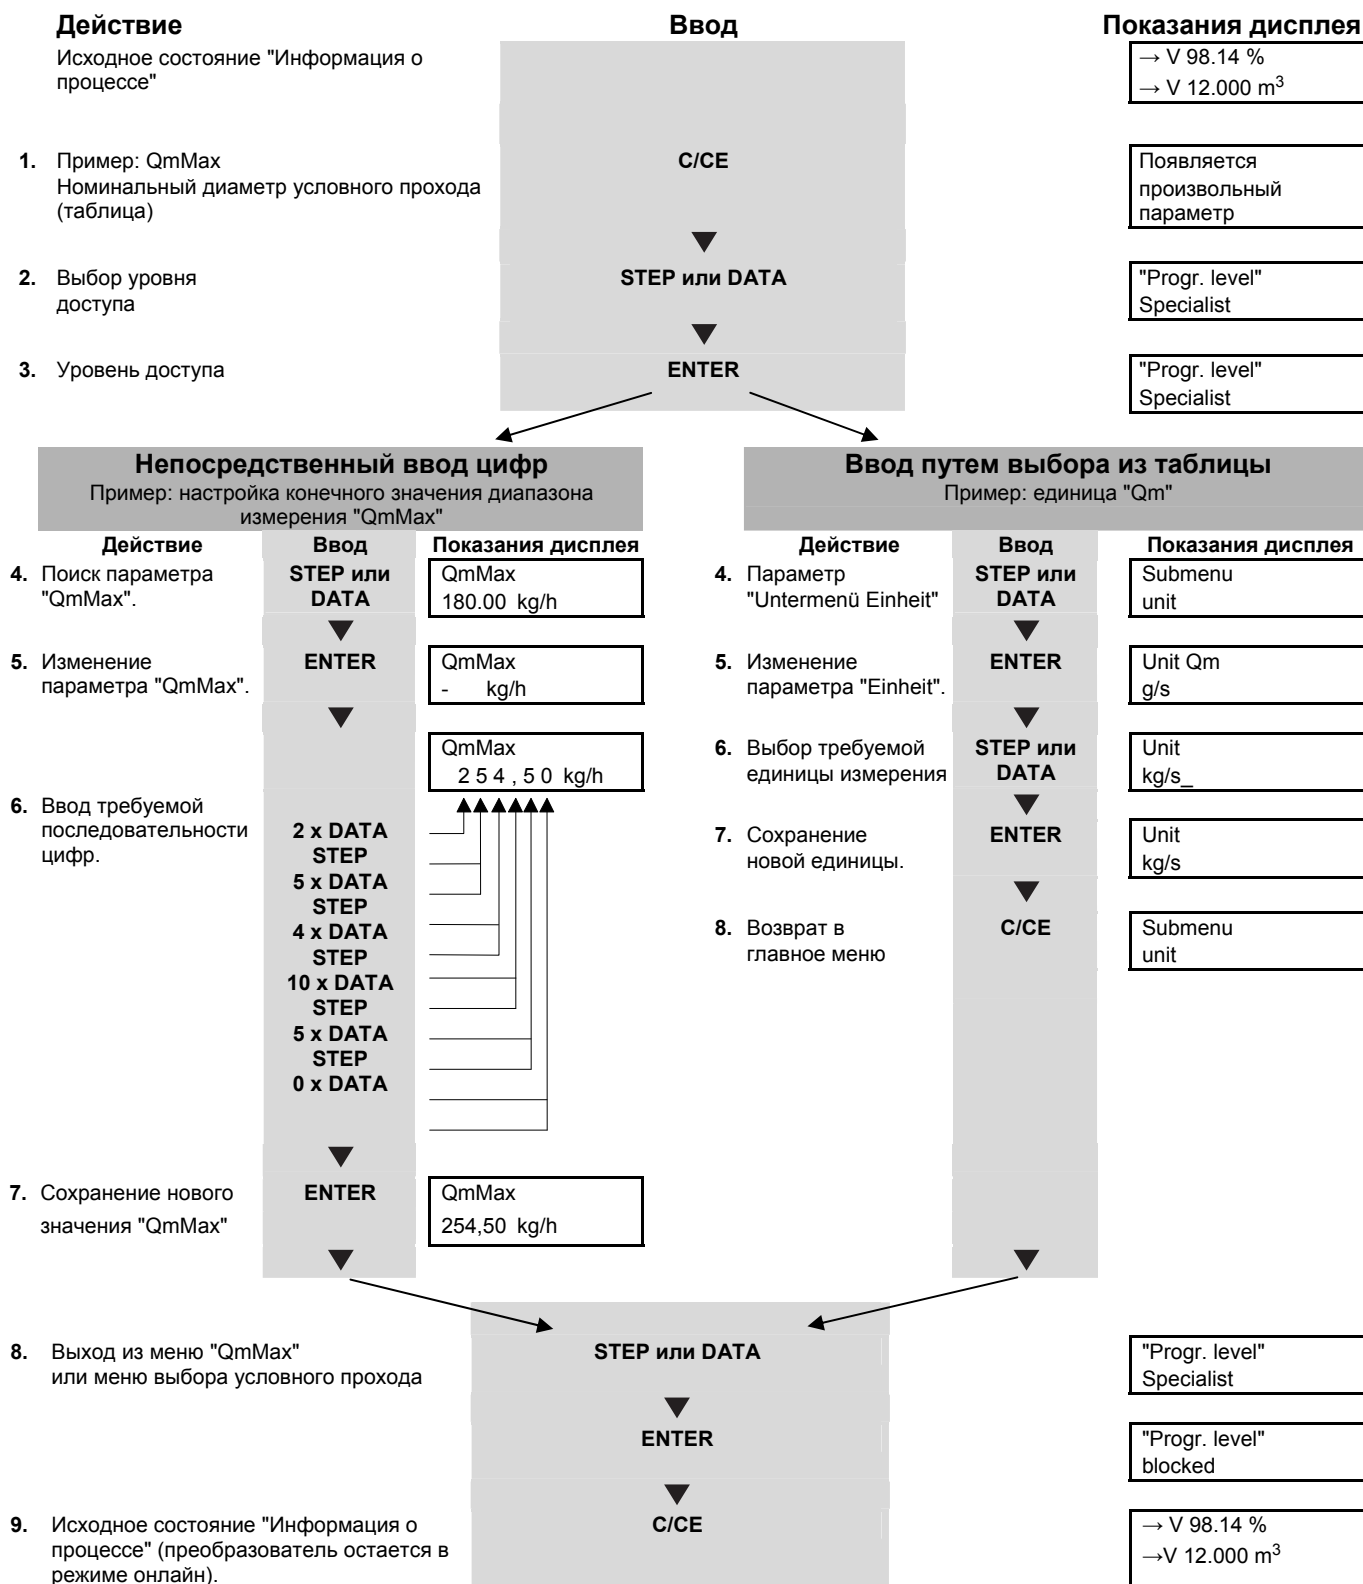 Действие Ввод Показания дисплея
Исходное состояние "Информация о
процессе"
→ V 98.14 %
→ V 12.000 m³
1. Пример: QmMax
Номинальный диаметр условного прохода
(таблица)
C/CE
Появляется
произвольный
параметр
2. Выбор уровня
доступа
STEP или DATA
"Progr. level"
Specialist
3. Уровень доступа
ENTER
"Progr. level"
Specialist
Непосредственный ввод цифр
Пример: настройка конечного значения диапазона
измерения "QmMax"
Действие Ввод Показания дисплея
4. Поиск параметра
"QmMax".
STEP или
DATA
QmMax
180.00 kg/h
5. Изменение
параметра "QmMax".
ENTER
QmMax
- kg/h
QmMax
2 5 4 , 5 0 kg/h
6. Ввод требуемой
последовательности
цифр.
2 x DATA
STEP
5 x DATA
STEP
4 x DATA
STEP
10 x DATA
STEP
5 x DATA
STEP
0 x DATA
7. Сохранение нового
значения "QmMax"
ENTER
QmMax
254,50 kg/h
Ввод путем выбора из таблицы
Пример: единица "Qm"
Действие Ввод Показания дисплея
4. Параметр
"Untermenü Einheit"
STEP или
DATA
Submenu
unit
5. Изменение
параметра "Einheit".
ENTER
Unit Qm
g/s
6. Выбор требуемой
единицы измерения
STEP или
DATA
Unit
kg/s_
7. Сохранение
новой единицы.
ENTER
Unit
kg/s
8. Возврат в
главное меню
C/CE
Submenu
unit
8. Выход из меню "QmMax"
или меню выбора условного прохода
STEP или DATA
"Progr. level"
Specialist
ENTER
"Progr. level"
blocked
9. Исходное состояние "Информация о
процессе" (преобразователь остается в
режиме онлайн).
C/CE
→ V 98.14 %
→V 12.000 m³